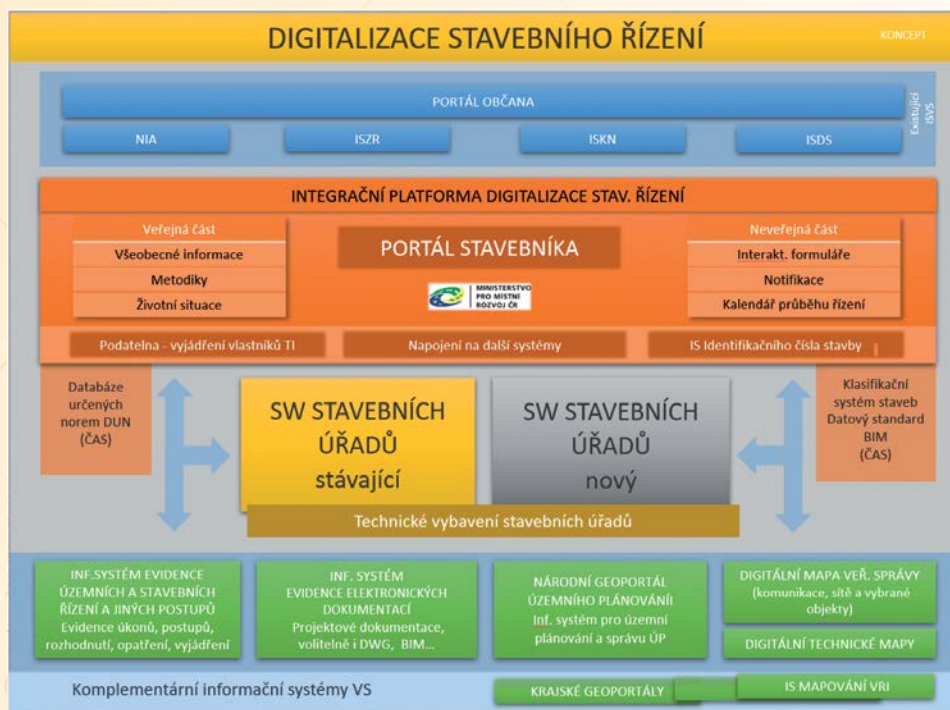 DIGITALIZACE STAVEBNÍHO ŘÍZENÍ
KONCEPT
PORTÁL OBČANA
Existující
ISVS
NIA
ISZR
ISKN
ISDS
INTEGRAČNÍ PLATFORMA DIGITALIZACE STAV. ŘÍZENÍ
Veřejná část
Všeobecné informace
Metodiky
Životní situace
PORTÁL STAVEBNÍKA
MINISTERSTVO
PRO MÍSTNÍ
ROZVOJ ČR
Neveřejná část
Interakt. formuláře
Notifikace
Kalendář průběhu řízení
Podatelna - vyjádření vlastníků TI
Napojení na další systémy
IS Identifikačního čísla stavby
Databáze
určených
norem DUN
(ČAS)
SW STAVEBNÍCH
ÚŘADŮ
stávající
SW STAVEBNÍCH
ÚŘADŮ
nový
Klasifikační
systém staveb
Datový standard
BIM
(ČAS)
Technické vybavení stavebních úřadů
INF.SYSTÉM EVIDENCE
ÚZEMNÍCH A STAVEBNÍCH
ŘÍZENÍ A JINÝCH POSTUPŮ
Evidence úkonů, postupů,
rozhodnutí, opatření, vyjádření
INF. SYSTÉM
EVIDENCE ELEKTRONICKÝCH
DOKUMENTACÍ
Projektové dokumentace,
volitelně i DWG, BIM...
NÁRODNÍ GEOPORTÁL
ÚZEMNÍHO PLÁNOVÁNÍI
Inf. systém pro územní
plánování a správu ÚP
DIGITÁLNÍ MAPA VEŘ. SPRÁVY
(komunikace, sítě a vybrané
objekty)
DIGITÁLNÍ TECHNICKÉ MAPY
Komplementární informační systémy VS
KRAJSKÉ GEOPORTÁLY
IS MAPOVÁNÍ VRI